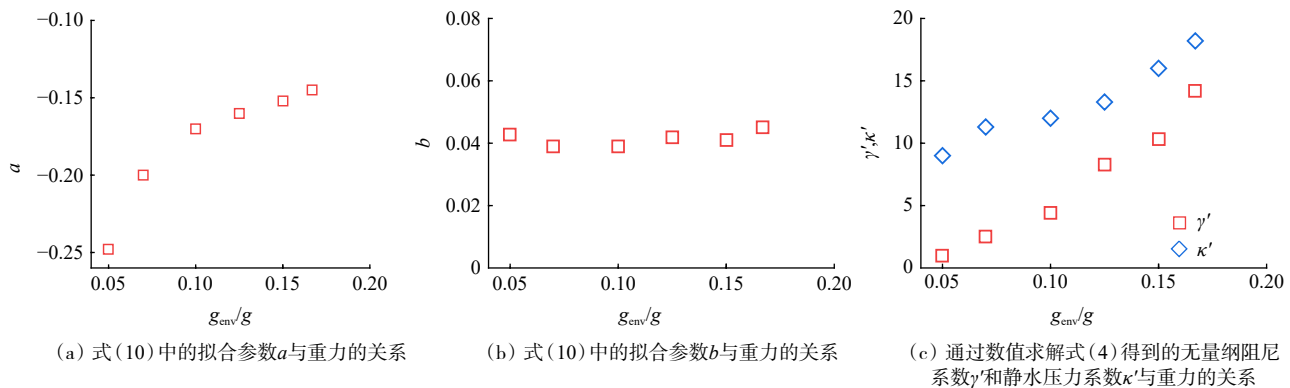 −0.10
−0.15
−0.20
−0.25
a
0.05 0.10 0.15 0.20
g_env/g
(a) 式(10)中的拟合参数a与重力的关系
0.08
0.06
0.04
0.02
0
b
0.05 0.10 0.15 0.20
g_env/g
(b) 式(10)中的拟合参数b与重力的关系
20
15
10
5
0
γ′,κ′
γ′
κ′
0.05 0.10 0.15 0.20
g_env/g
(c) 通过数值求解式(4)得到的无量纲阻尼
系数γ′和静水压力系数κ′与重力的关系